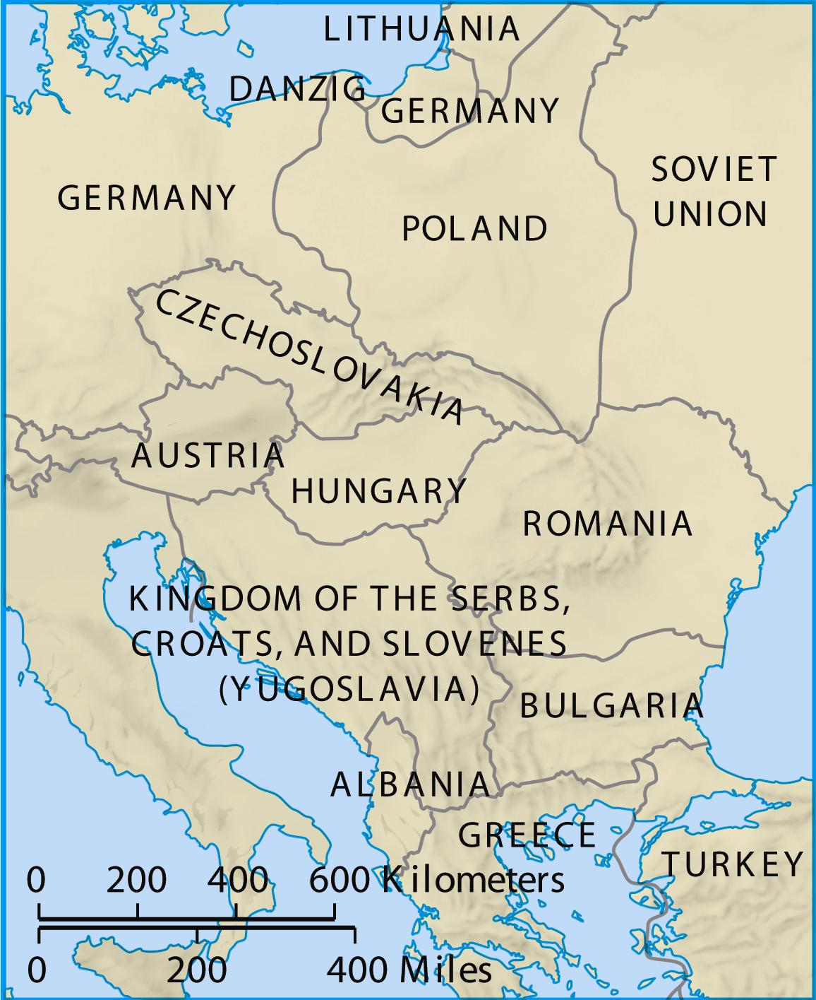 LITHUANIA
DANZIG
GERMANY
SOVIET
UNION
GERMANY
POLAND
CZECHOSLOVAKIA
AUSTRIA
HUNGARY
ROMANIA
KINGDOM OF THE SERBS,
CROATS, AND SLOVENES
(YUGOSLAVIA)
BULGARIA
ALBANIA
GREECE
TURKEY
0 200 400 600 Kilometers
0 200 400 Miles